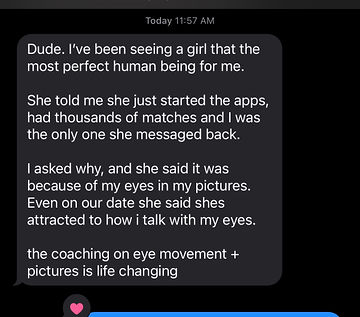 Today 11:57 AM
Dude. I've been seeing a girl that the
most perfect human being for me.
She told me she just started the apps,
had thousands of matches and I was
the only one she messaged back.
I asked why, and she said it was
because of my eyes in my pictures.
Even on our date she said shes
attracted to how i talk with my eyes.
the coaching on eye movement +
pictures is life changing